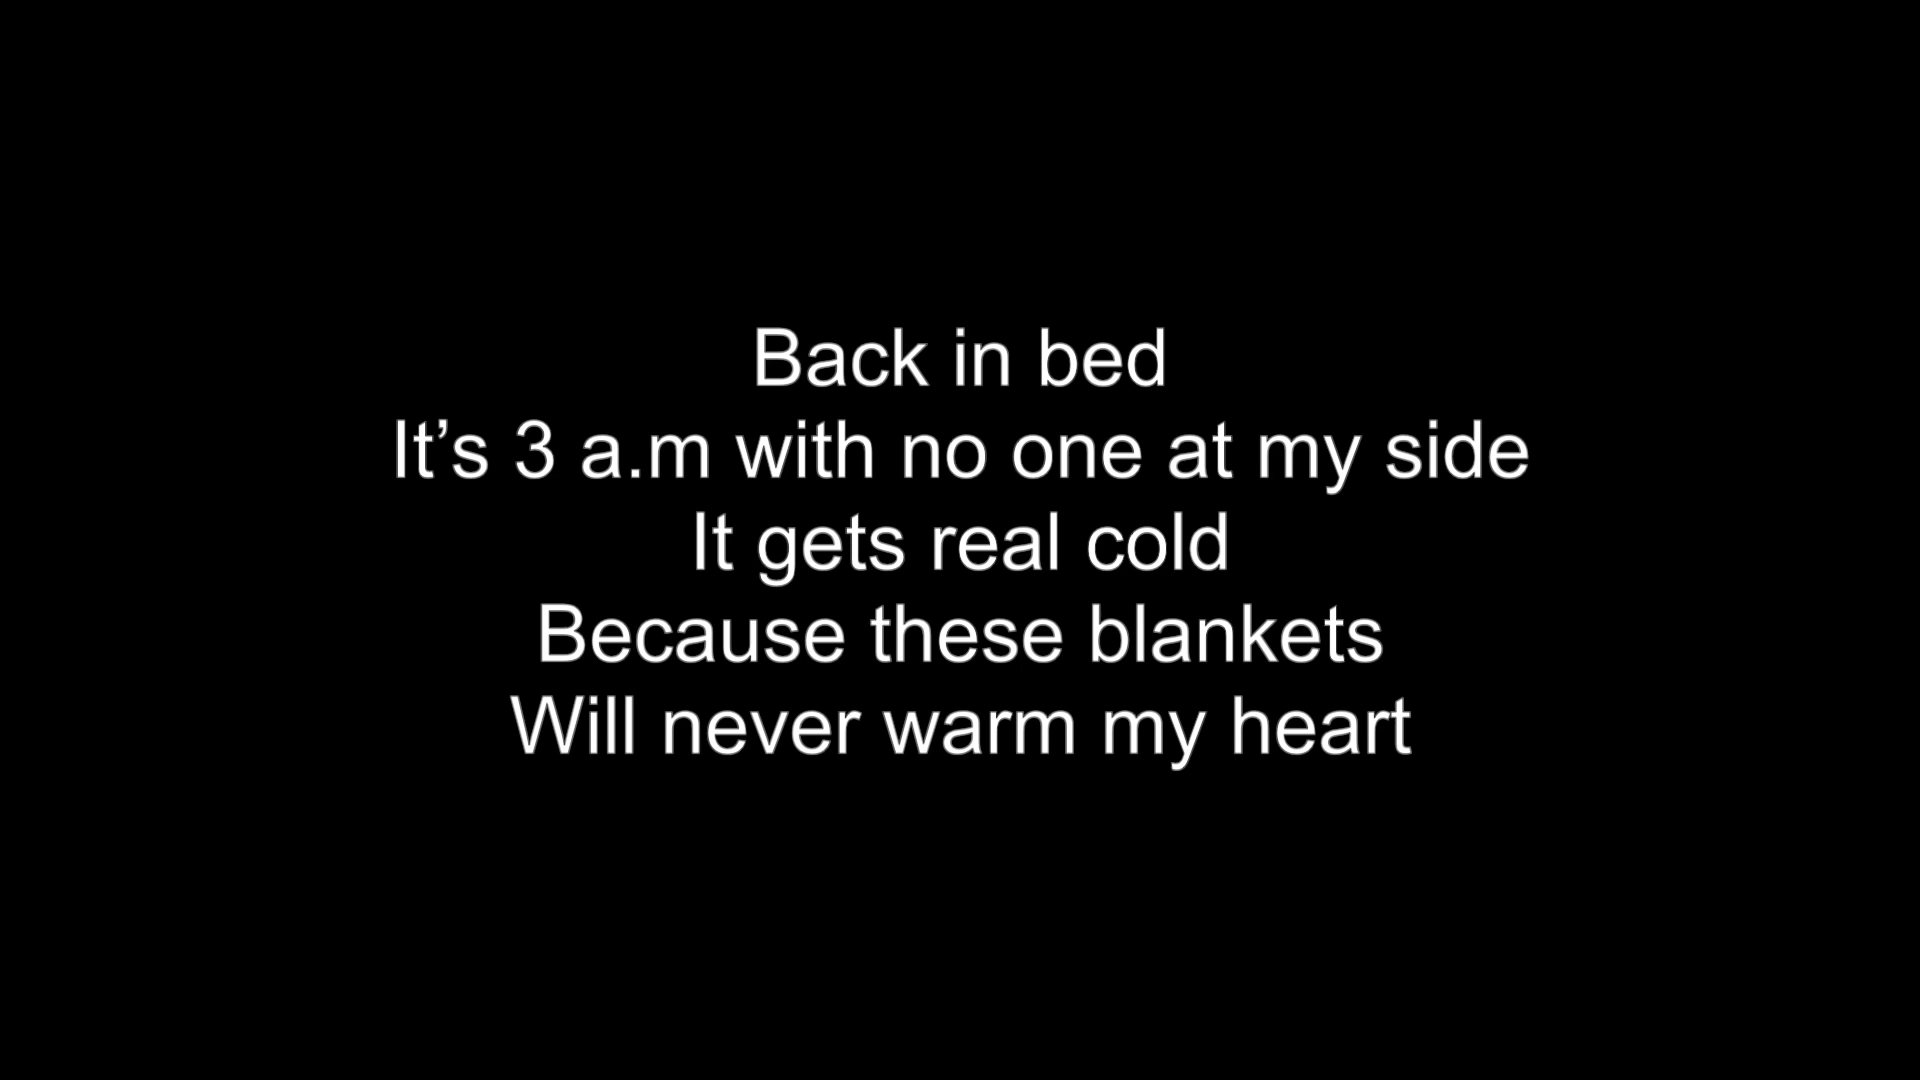 Back in bed
It’s 3 a.m with no one at my side
It gets real cold
Because these blankets
Will never warm my heart